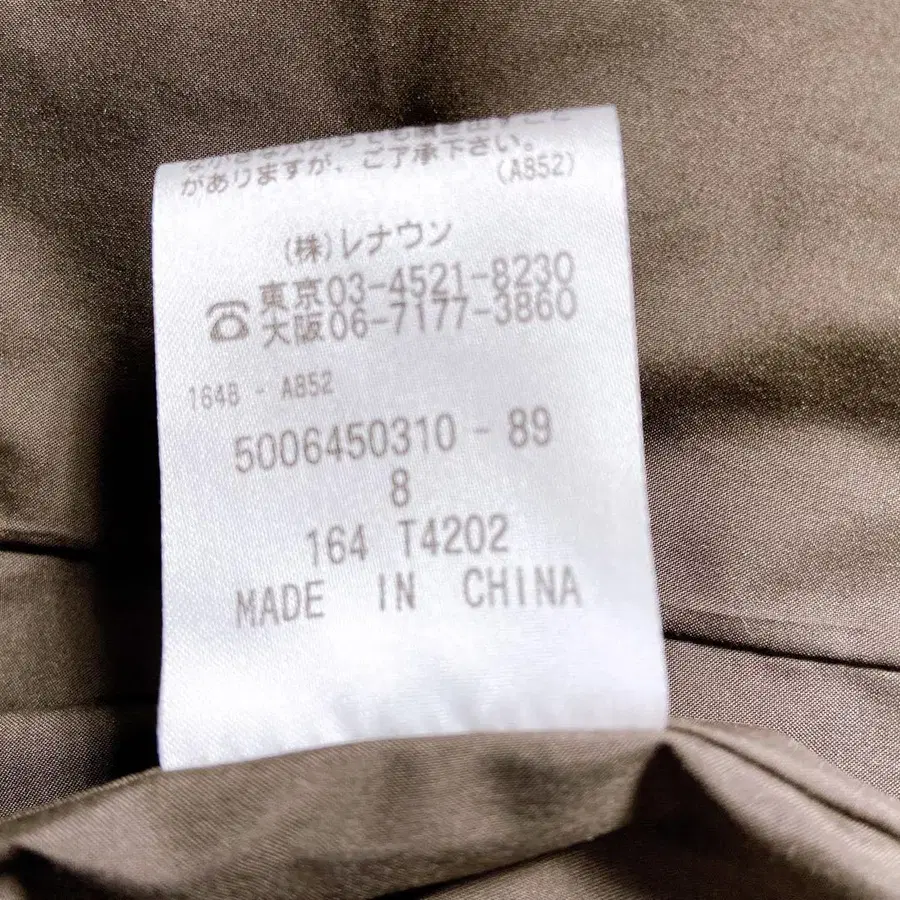 がありますが、ご了承下さい。
(A852)
(株)レナウン
☎東京03-4521-8230
大阪06-7177-3860
1648 - A852
5006450310 - 89
8
164 T4202
MADE IN CHINA